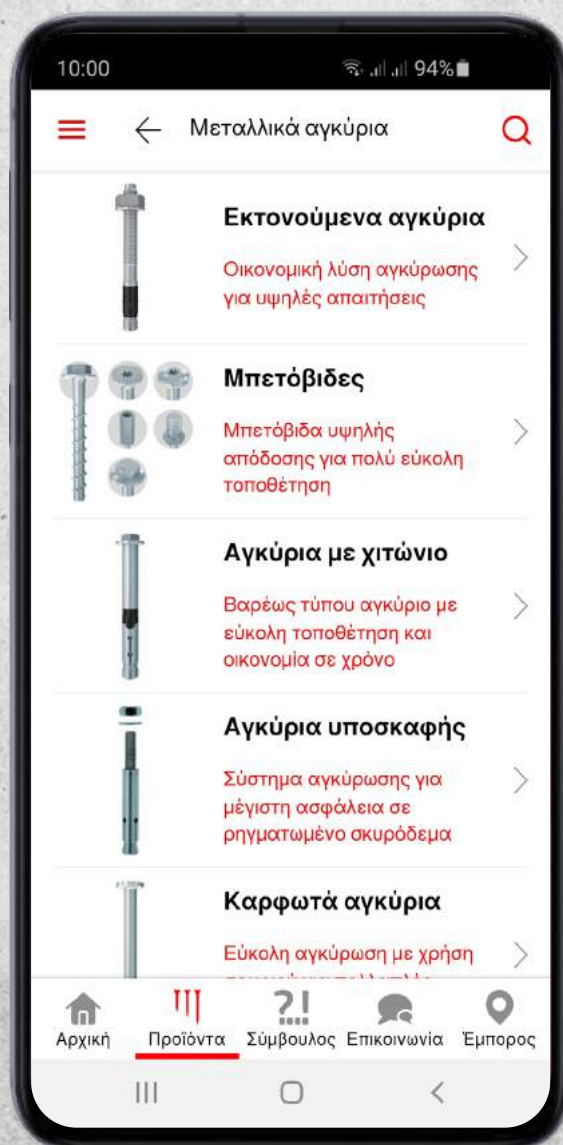 10:00
94%
Μεταλλικά αγκύρια
Εκτονούμενα αγκύρια
Οικονομική λύση αγκύρωσης
για υψηλές απαιτήσεις
Μπετόβιδες
Μπετόβιδα υψηλής
απόδοσης για πολύ εύκολη
τοποθέτηση
Αγκύρια με χιτώνιο
Βαρέως τύπου αγκύριο με
εύκολη τοποθέτηση και
οικονομία σε χρόνο
Αγκύρια υποσκαφής
Σύστημα αγκύρωσης για
μέγιστη ασφάλεια σε
ρηγματωμένο σκυρόδεμα
Καρφωτά αγκύρια
Εύκολη αγκύρωση με χρήση
Αρχική Προϊόντα Σύμβουλος Επικοινωνία Έμπορος